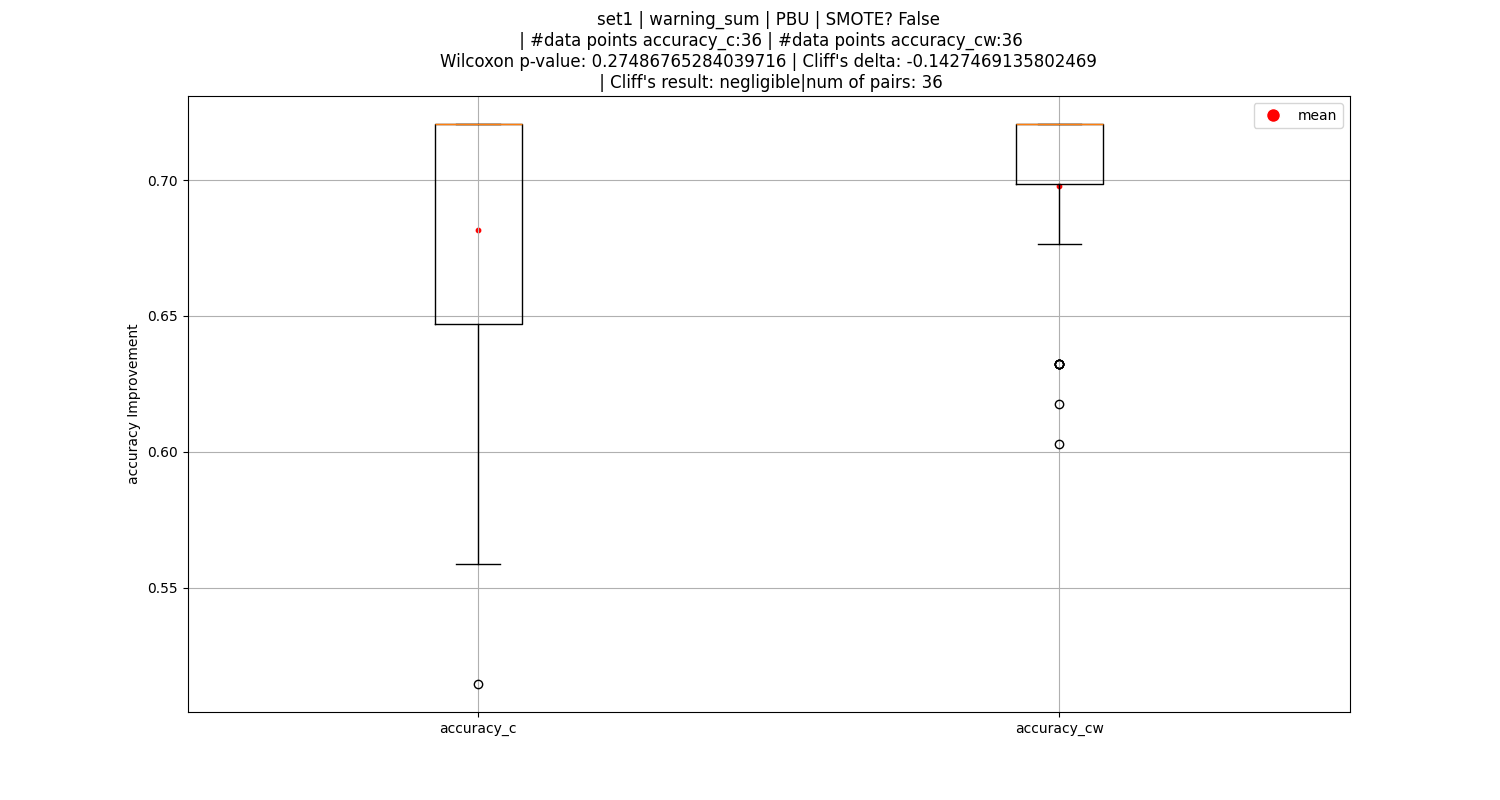 set1 | warning_sum | PBU | SMOTE? False
| #data points accuracy_c:36 | #data points accuracy_cw:36
Wilcoxon p-value: 0.27486765284039716 | Cliff's delta: -0.1427469135802469
| Cliff's result: negligible|num of pairs: 36
mean
0.70
0.65
0.60
0.55
accuracy Improvement
accuracy_c
accuracy_cw